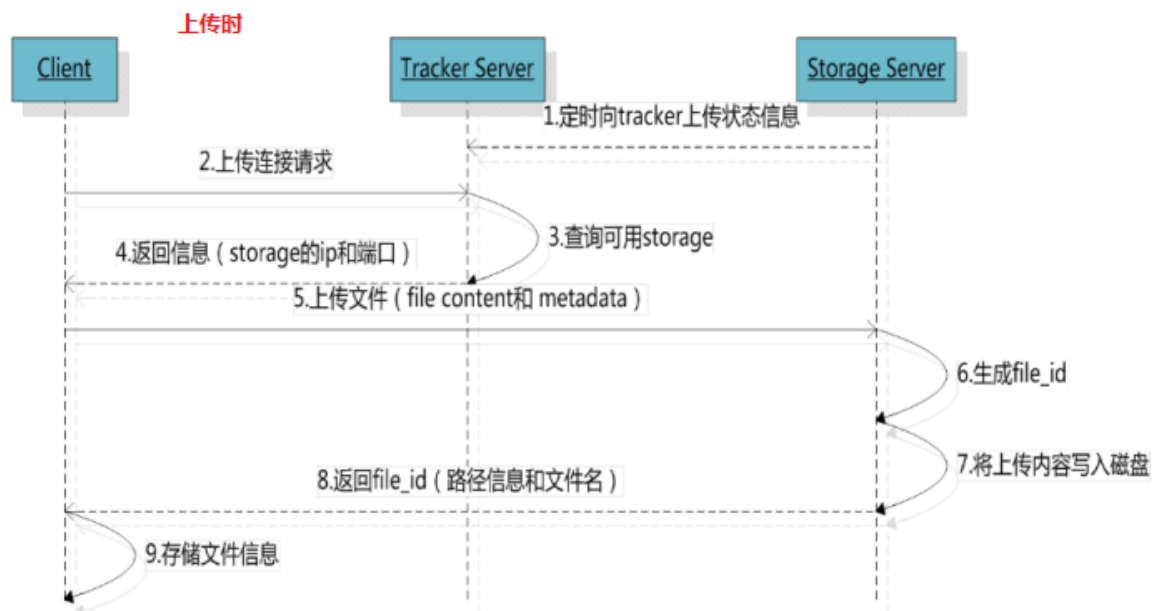 上传时
Client
Tracker Server
Storage Server
1.定时向tracker上传状态信息
2.上传连接请求
3.查询可用storage
4.返回信息（storage的ip和端口）
5.上传文件（file content和 metadata）
6.生成file_id
7.将上传内容写入磁盘
8.返回file_id（路径信息和文件名）
9.存储文件信息